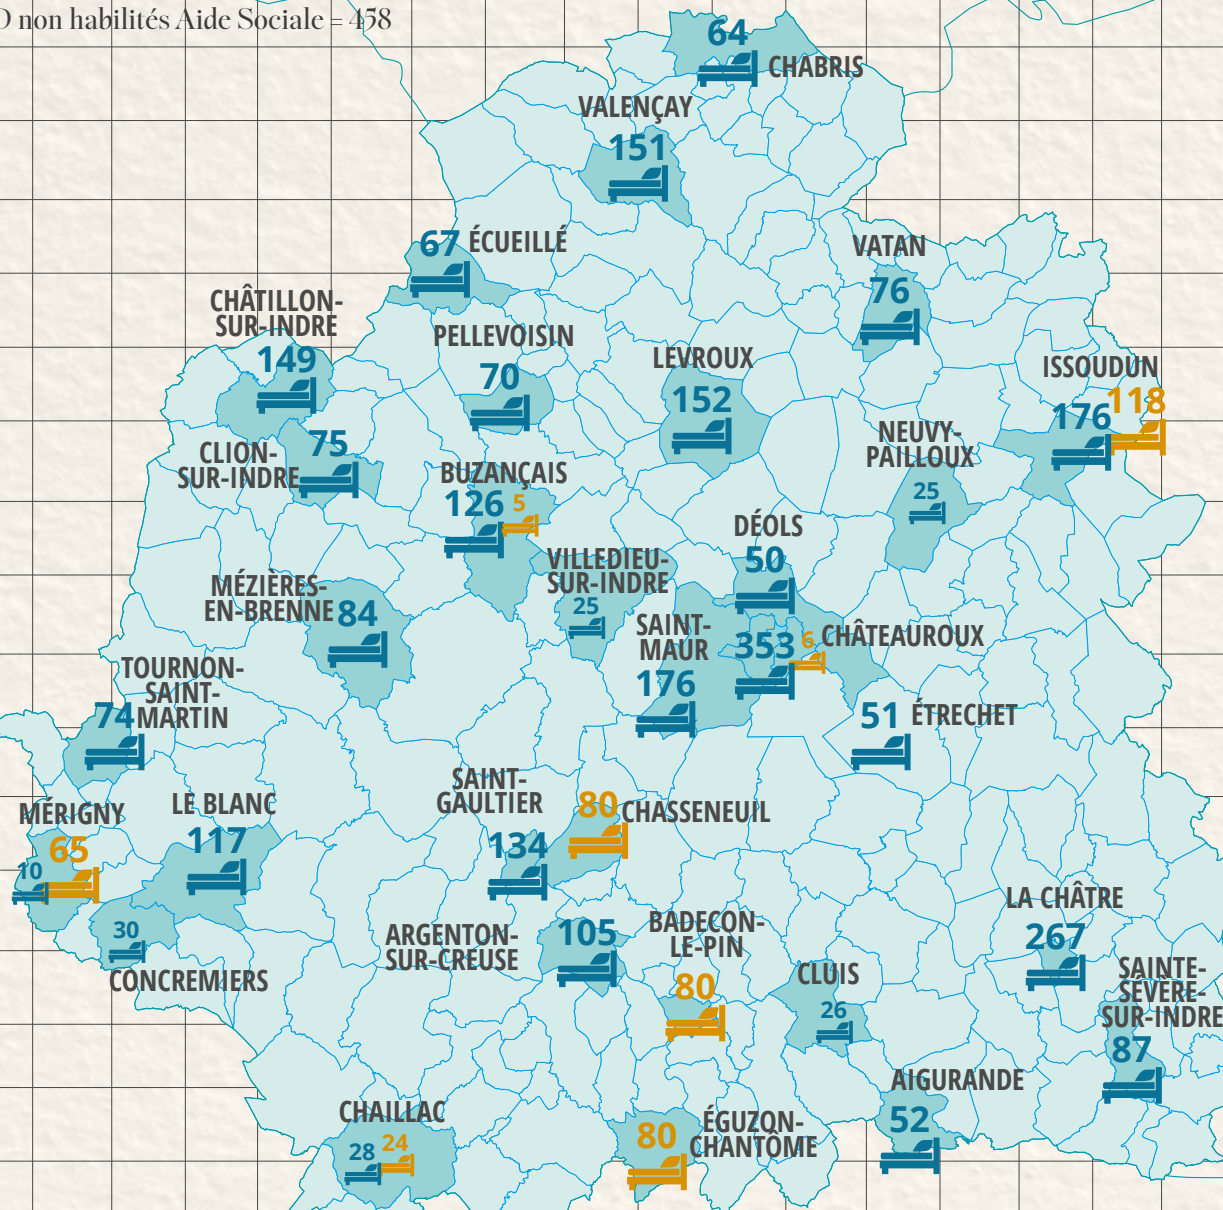 D non habilités Aide Sociale = 458
64
CHABRIS
VALENÇAY
151
67 ÉCUEILLÉ
VATAN
76
CHÂTILLON-
SUR-INDRE
149
PELLEVOISIN
70
LEVROUX
152
ISSOUDUN
176
118
CLION-
SUR-INDRE
75
NEUVY-
PAILLOUX
25
BUZANÇAIS
126
5
DÉOLS
50
VILLEDIEU-
SUR-INDRE
25
MÉZIÈRES-
EN-BRENNE
84
SAINT-
MAUR
176
353
6
CHÂTEAUROUX
TOURNON-
SAINT-
MARTIN
74
51 ÉTRECHET
SAINT-
GAULTIER
134
80
CHASSENEUIL
MÉRIGNY
65
10
LE BLANC
117
30
CONCREMIERS
ARGENTON-
SUR-CREUSE
105
BADECON-
LE-PIN
80
CLUIS
26
LA CHÂTRE
267
SAINTE-
SÉVÈRE-
SUR-INDRE
87
AIGURANDE
52
CHAILLAC
28
24
80
ÉGUZON-
CHANTÔME